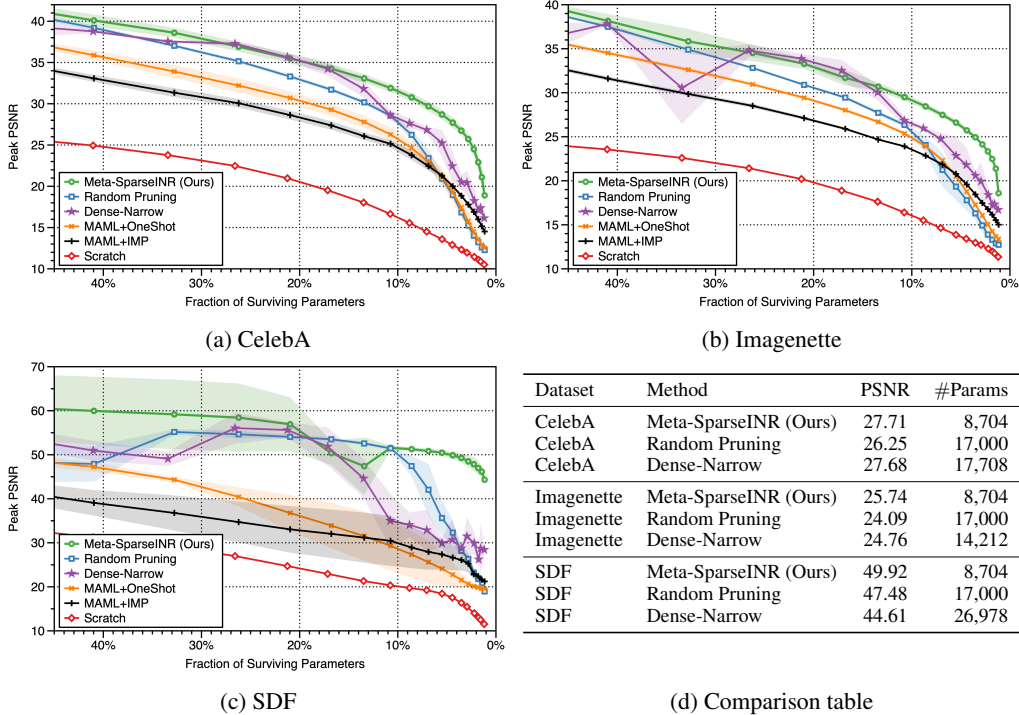 40
35
30
25
20
15
10
Peak PSNR
Meta-SparseINR (Ours)
Random Pruning
Dense-Narrow
MAML+OneShot
MAML+IMP
Scratch
40% 30% 20% 10% 0%
Fraction of Surviving Parameters
(a) CelebA
40
35
30
25
20
15
10
Peak PSNR
Meta-SparseINR (Ours)
Random Pruning
Dense-Narrow
MAML+OneShot
MAML+IMP
Scratch
40% 30% 20% 10% 0%
Fraction of Surviving Parameters
(b) Imagenette
70
60
50
40
30
20
10
Peak PSNR
Meta-SparseINR (Ours)
Random Pruning
Dense-Narrow
MAML+OneShot
MAML+IMP
Scratch
40% 30% 20% 10% 0%
Fraction of Surviving Parameters
(c) SDF
Dataset Method PSNR #Params
CelebA Meta-SparseINR (Ours) 27.71 8,704
CelebA Random Pruning 26.25 17,000
CelebA Dense-Narrow 27.68 17,708
Imagenette Meta-SparseINR (Ours) 25.74 8,704
Imagenette Random Pruning 24.09 17,000
Imagenette Dense-Narrow 24.76 14,212
SDF Meta-SparseINR (Ours) 49.92 8,704
SDF Random Pruning 47.48 17,000
SDF Dense-Narrow 44.61 26,978
(d) Comparison table